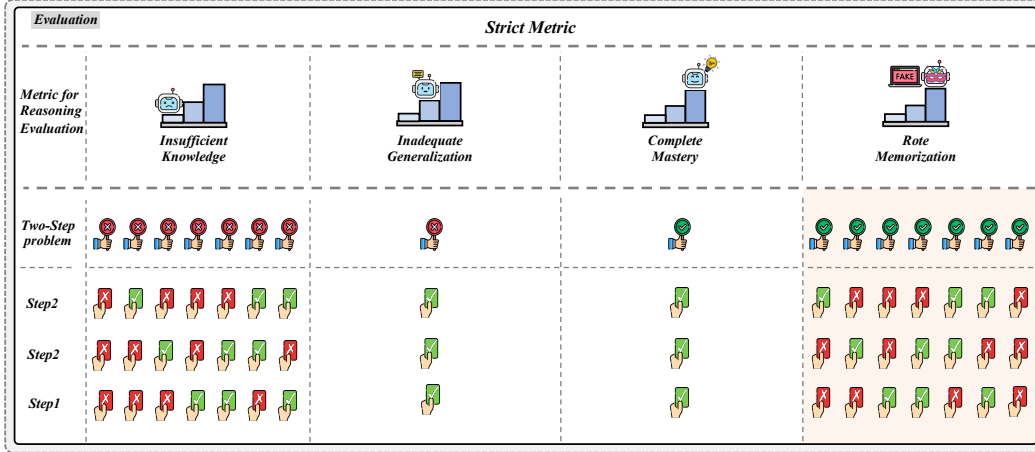 Evaluation
Strict Metric
Metric for
Reasoning
Evaluation
Insufficient
Knowledge
Inadequate
Generalization
Complete
Mastery
FAKE
Rote
Memorization
Two-Step
problem
Step2
Step2
Step1